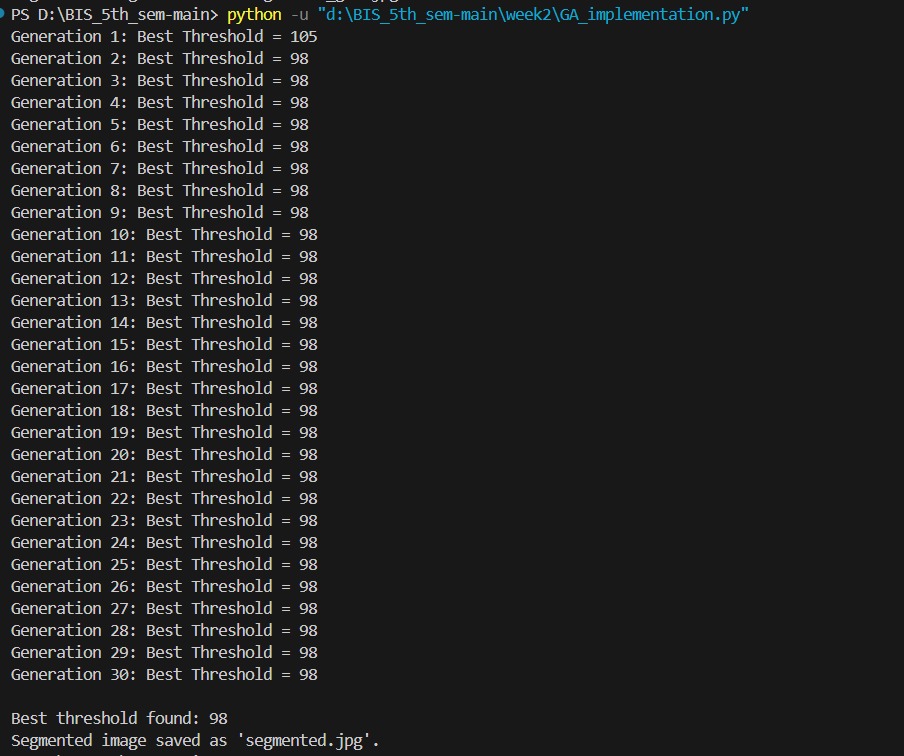 PS D:\BIS_5th_sem-main> python -u "d:\BIS_5th_sem-main\week2\GA_implementation.py"
Generation 1: Best Threshold = 105
Generation 2: Best Threshold = 98
Generation 3: Best Threshold = 98
Generation 4: Best Threshold = 98
Generation 5: Best Threshold = 98
Generation 6: Best Threshold = 98
Generation 7: Best Threshold = 98
Generation 8: Best Threshold = 98
Generation 9: Best Threshold = 98
Generation 10: Best Threshold = 98
Generation 11: Best Threshold = 98
Generation 12: Best Threshold = 98
Generation 13: Best Threshold = 98
Generation 14: Best Threshold = 98
Generation 15: Best Threshold = 98
Generation 16: Best Threshold = 98
Generation 17: Best Threshold = 98
Generation 18: Best Threshold = 98
Generation 19: Best Threshold = 98
Generation 20: Best Threshold = 98
Generation 21: Best Threshold = 98
Generation 22: Best Threshold = 98
Generation 23: Best Threshold = 98
Generation 24: Best Threshold = 98
Generation 25: Best Threshold = 98
Generation 26: Best Threshold = 98
Generation 27: Best Threshold = 98
Generation 28: Best Threshold = 98
Generation 29: Best Threshold = 98
Generation 30: Best Threshold = 98
Best threshold found: 98
Segmented image saved as 'segmented.jpg'.